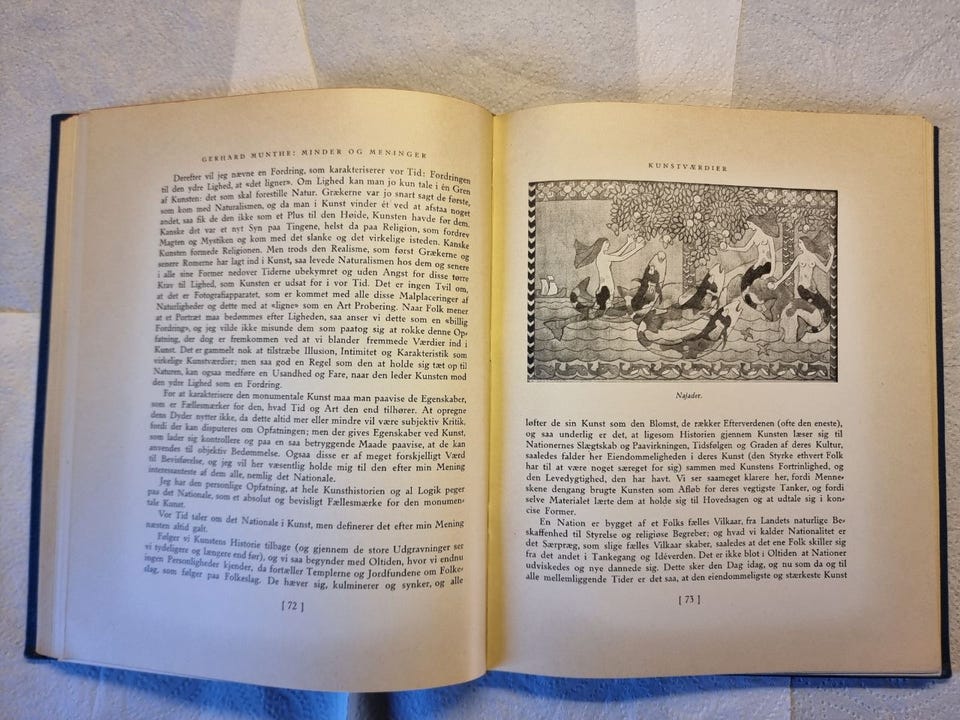 GERHARD MUNTHE: MINDER OG MENINGER
Derefter vil jeg nævne en Fordring, som karakteriserer vor Tid: Fordringen
til den ydre Lighed, at «det ligner». Om Lighed kan man jo kun tale i én Gren
af Kunsten: det som skal forestille Natur. Grækerne var jo snart sagt de første,
som kom med Naturalismen, og da man i Kunst vinder ét ved at afstaa noget
andet, saa fik de den ikke som et Plus til den Høide, Kunsten havde før dem.
Kanske det var et nyt Syn paa Tingene, helst da paa Religion, som fordrev
Magten og Mystiken og kom med det slanke og det virkelige isteden. Kanske
Kunsten formede Religionen. Men trods den Realisme, som først Grækerne og
senere Romerne har lagt ind i Kunst, saa levede Naturalismen hos dem og senere
i alle sine Former nedover Tiderne ubekymret og uden Angst for disse tørre
Krav til Lighed, som Kunsten er udsat for i vor Tid. Det er ingen Tvil om,
at det er Fotografiapparatet, som er kommet med alle disse Malplaceringer af
Naturligheder og dette med at «ligne» som en Art Probering. Naar Folk mener
at et Portræt maa bedømmes efter Ligheden, saa anser vi dette som en «billig
Fordring», og jeg vilde ikke misunde dem som paatog sig at rokke denne Op-
fatning, der dog er fremkommen ved at vi blander fremmede Værdier ind i
Kunst. Det er gammelt nok at tilstræbe Illusion, Intimitet og Karakteristik som
virkelige Kunstværdier; men saa god en Regel som den at holde sig tæt op til
Naturen, kan ogsaa medføre en Usandhed og Fare, naar den leder Kunsten mod
den ydre Lighed som en Fordring.
For at karakterisere den monumentale Kunst maa man paavise de Egenskaber,
som er Fællesmærker for den, hvad Tid og Art den end tilhører. At opregne
dens Dyder nytter ikke, da dette altid mer eller mindre vil være subjektiv Kritik,
fordi der kan disputeres om Opfatningen; men der gives Egenskaber ved Kunst,
som lader sig kontrollere og paa en saa betryggende Maade paavise, at de kan
anvendes til objektiv Bedømmelse. Ogsaa disse er af meget forskjelligt Værd
til Bevisførelse, og jeg vil her væsentlig holde mig til den efter min Mening
interessanteste af dem alle, nemlig det Nationale.
Jeg har den personlige Opfatning, at hele Kunsthistorien og al Logik peger
paa det Nationale, som et absolut og bevisligt Fællesmærke for den monumen-
tale Kunst.
Vor Tid taler om det Nationale i Kunst, men definerer det efter min Mening
næsten altid galt.
Følger vi Kunstens Historie tilbage (og gjennem de store Udgravninger ser
vi tydeligere og længere end før), og vi saa begynder med Oltiden, hvor vi endnu
ingen Personligheder kjender, da fortæller Templerne og Jordfundene om Folke-
slag, som følger paa Folkeslag. De hæver sig, kulminerer og synker, og alle
[ 72 ]
KUNSTVÆRDIER
Najader.
løfter de sin Kunst som den Blomst, de rækker Efterverdenen (ofte den eneste),
og saa underlig er det, at ligesom Historien gjennem Kunsten læser sig til
Nationernes Slægtskab og Paavirkningen, Tidsfølgen og Graden af deres Kultur,
saaledes falder her Eiendommeligheden i deres Kunst (den Styrke ethvert Folk
har til at være noget særeget for sig) sammen med Kunstens Fortrinlighed, og
den Levedygtighed, den har havt. Vi ser saameget klarere her, fordi Menne-
skene dengang brugte Kunsten som Afløb for deres vegtigste Tanker, og fordi
selve Materialet lærte dem at holde sig til Hovedsagen og at udtale sig i kon-
cise Former.
En Nation er bygget af et Folks fælles Vilkaar, fra Landets naturlige Be-
skaffenhed til Styrelse og religiøse Begreber; og hvad vi kalder Nationalitet er
det Særpræg, som slige fælles Vilkaar skaber, saaledes at det ene Folk skiller sig
fra det andet i Tankegang og Idéverden. Det er ikke bløt i Oltiden at Nationer
udviskedes og nye dannede sig. Dette sker den Dag idag, og nu som da og til
alle mellemliggende Tider er det saa, at den eiendommeligste og stærkeste Kunst
[ 73 ]